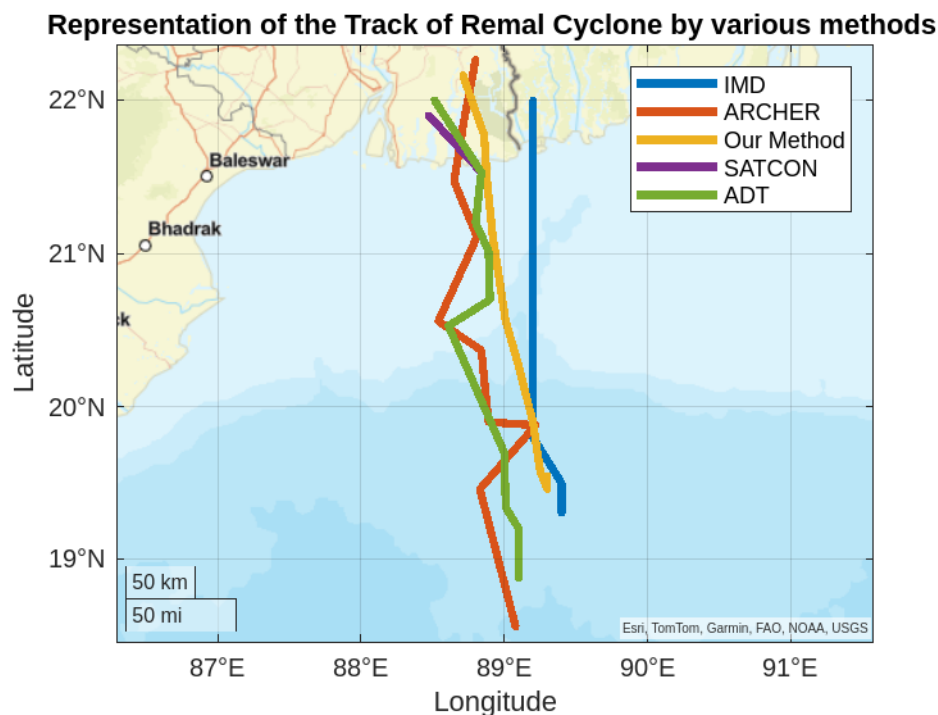 Representation of the Track of Remal Cyclone by various methods
22°N
21°N
20°N
19°N
Latitude
Baleswar
Bhadrak
k
IMD
ARCHER
Our Method
SATCON
ADT
50 km
50 mi
Esri, TomTom, Garmin, FAO, NOAA, USGS
87°E
88°E
89°E
90°E
91°E
Longitude